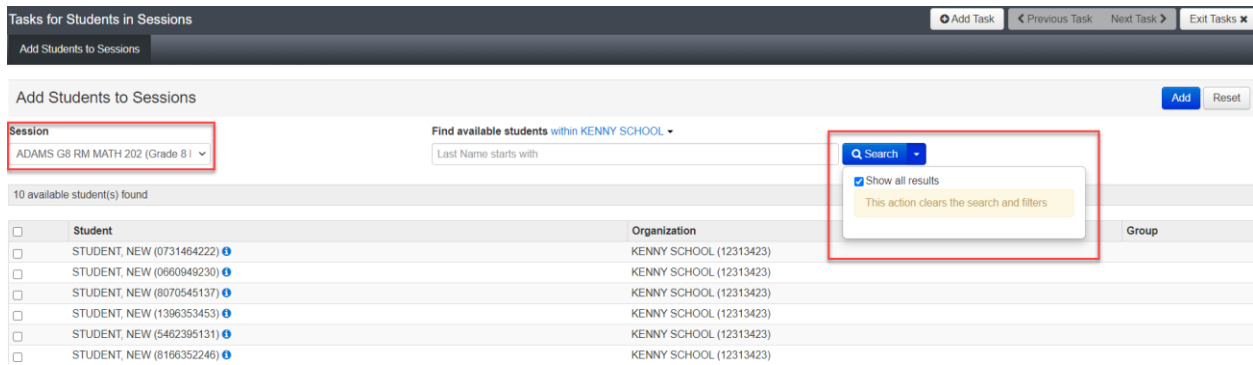 Tasks for Students in Sessions
Add Task
Previous Task
Next Task
Exit Tasks
Add Students to Sessions
Add Students to Sessions
Add
Reset
Session
Find available students within KENNY SCHOOL
ADAMS G8 RM MATH 202 (Grade 8
Last Name starts with
Search
Show all results
10 available student(s) found
This action clears the search and filters
Student
Organization
Group
STUDENT, NEW (0731464222)
KENNY SCHOOL (12313423)
STUDENT, NEW (0660949230)
KENNY SCHOOL (12313423)
STUDENT, NEW (8070545137)
KENNY SCHOOL (12313423)
STUDENT, NEW (1396353453)
KENNY SCHOOL (12313423)
STUDENT, NEW (5462395131)
KENNY SCHOOL (12313423)
STUDENT, NEW (8166352246)
KENNY SCHOOL (12313423)